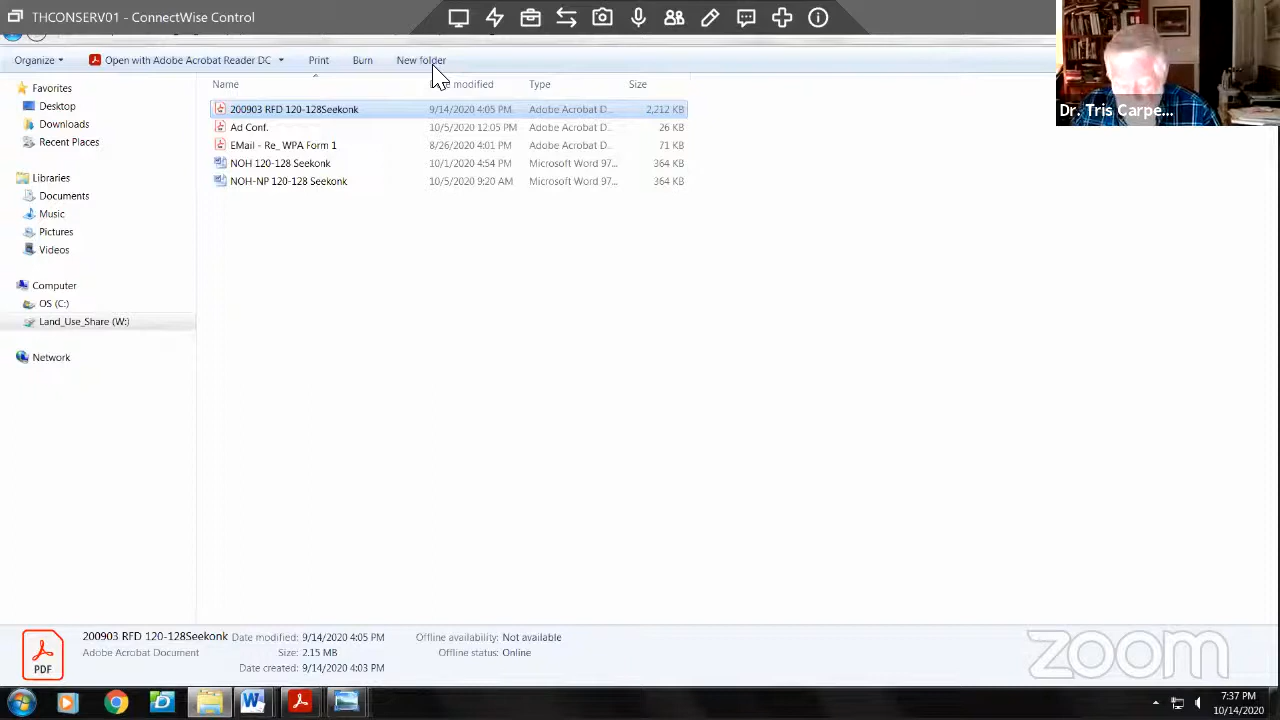 THCONSERV01 - ConnectWise Control
Organize Open with Adobe Acrobat Reader DC Print Burn New folder
Name modified Type Size
200903 RFD 120-128Seekonk 9/14/2020 4:05 PM Adobe Acrobat D... 2,212 KB
Ad Conf. 10/5/2020 12:05 PM Adobe Acrobat D... 26 KB
EMail - Re_ WPA Form 1 8/26/2020 4:01 PM Adobe Acrobat D... 71 KB
NOH 120-128 Seekonk 10/1/2020 4:54 PM Microsoft Word 97... 364 KB
NOH-NP 120-128 Seekonk 10/5/2020 9:20 AM Microsoft Word 97... 364 KB
Favorites
Desktop
Downloads
Recent Places
Libraries
Documents
Music
Pictures
Videos
Computer
OS (C:)
Land_Use_Share (W:)
Network
Dr. Tris Carpe...
200903 RFD 120-128Seekonk Date modified: 9/14/2020 4:05 PM Offline availability: Not available
Adobe Acrobat Document Size: 2.15 MB Offline status: Online
Date created: 9/14/2020 4:03 PM
PDF
zoom
7:37 PM
10/14/2020